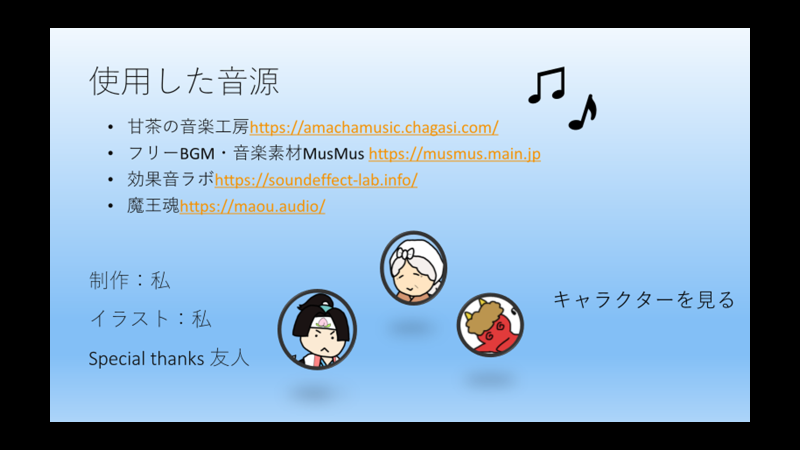 使用した音源
• 甘茶の音楽工房https://amachamusic.chagasi.com/
• フリーBGM・音楽素材MusMus https://musmus.main.jp
• 効果音ラボhttps://soundeffect-lab.info/
• 魔王魂https://maou.audio/
制作：私
イラスト：私
Special thanks 友人
キャラクターを見る